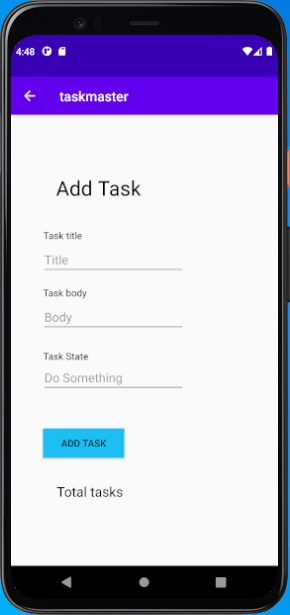 4:48
taskmaster
Add Task
Task title
Title
Task body
Body
Task State
Do Something
ADD TASK
Total tasks